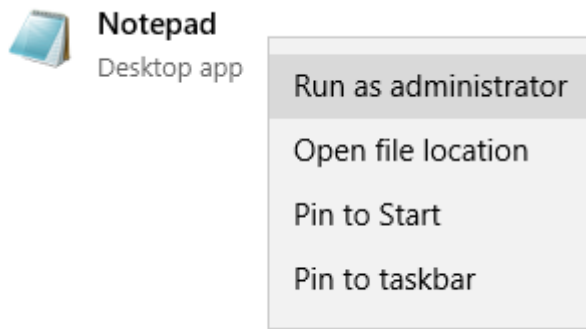 Notepad
Desktop app
Run as administrator
Open file location
Pin to Start
Pin to taskbar